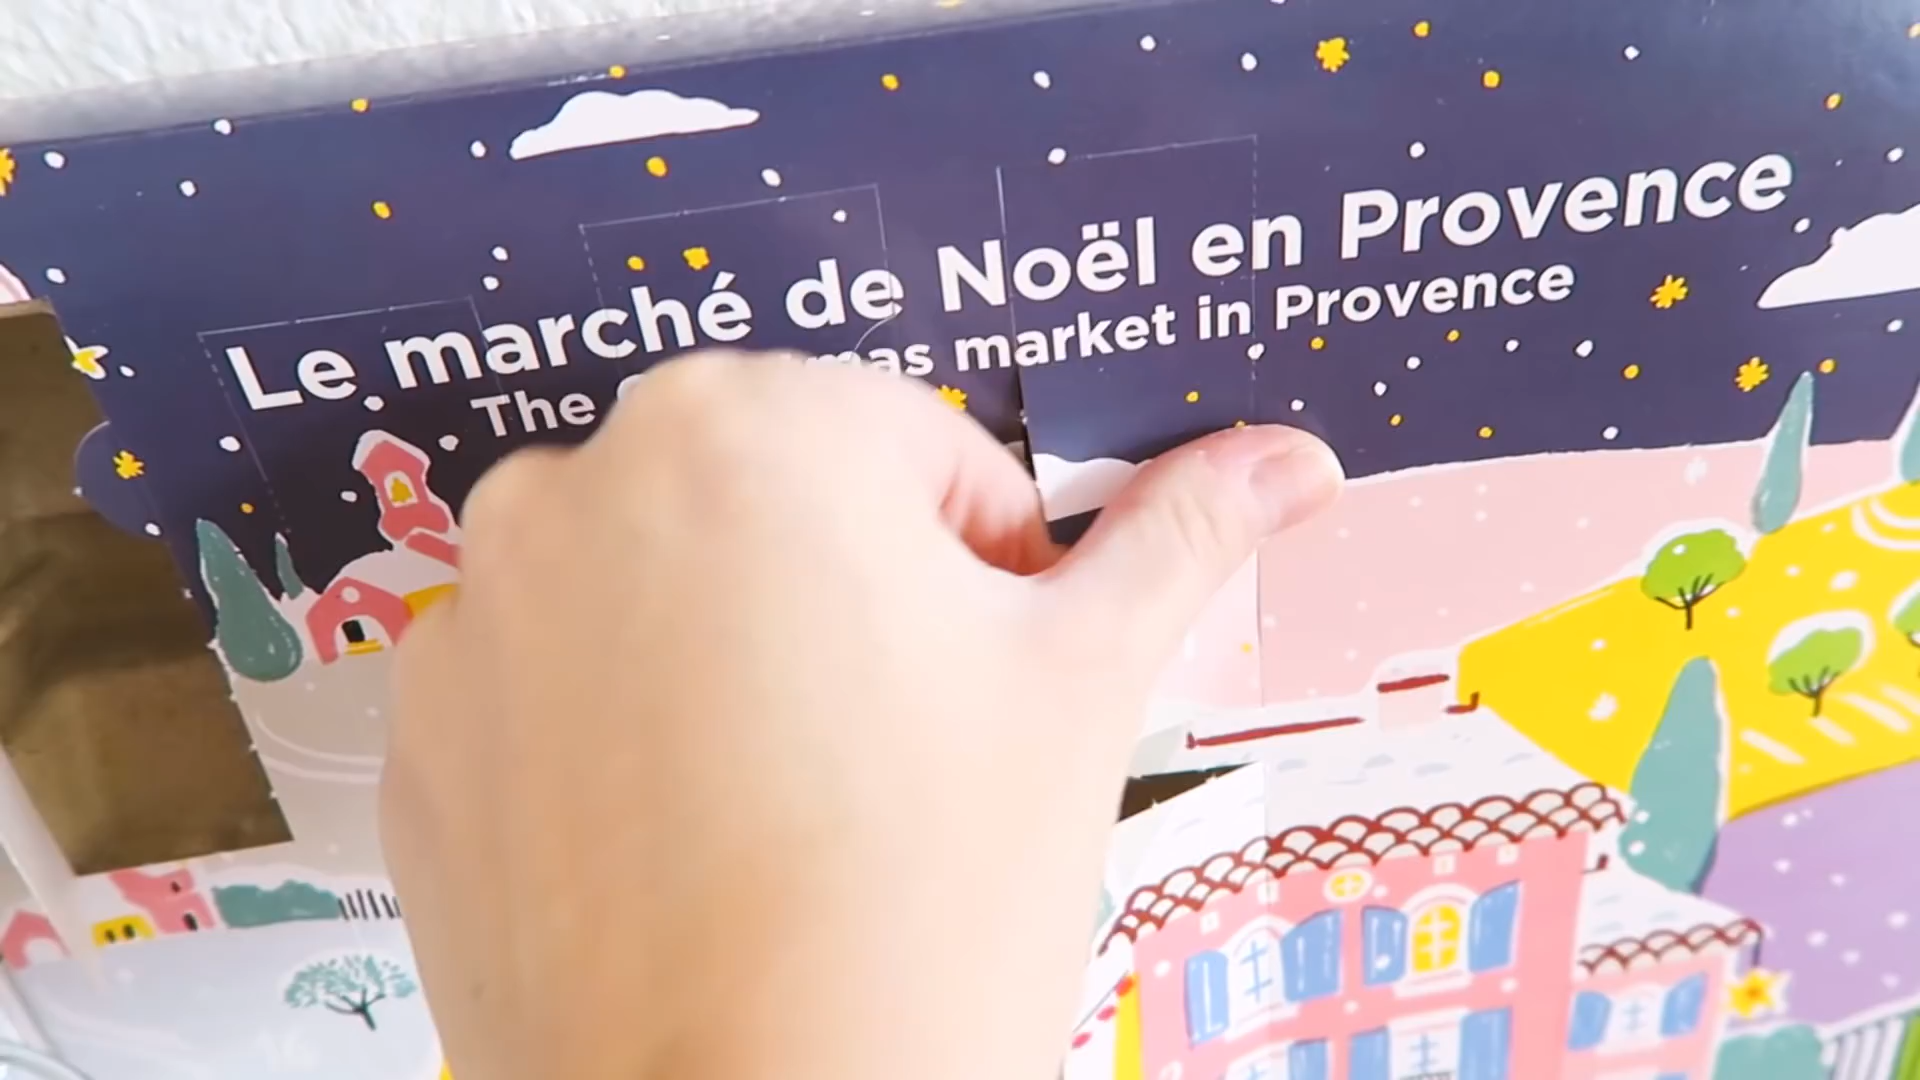 Le marché de Noël en Provence
The mas market in Provence